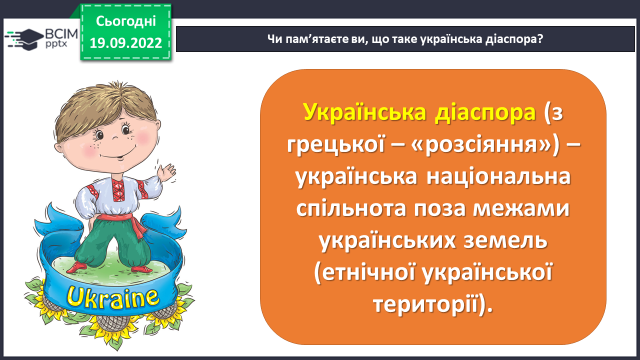 Сьогодні
19.09.2022
BCIM
pptx
Чи пам’ятаєте ви, що таке українська діаспора?
Українська діаспора (з
грецької – «розсіяння») –
українська національна
спільнота поза межами
українських земель
(етнічної української
території).
Ukraine